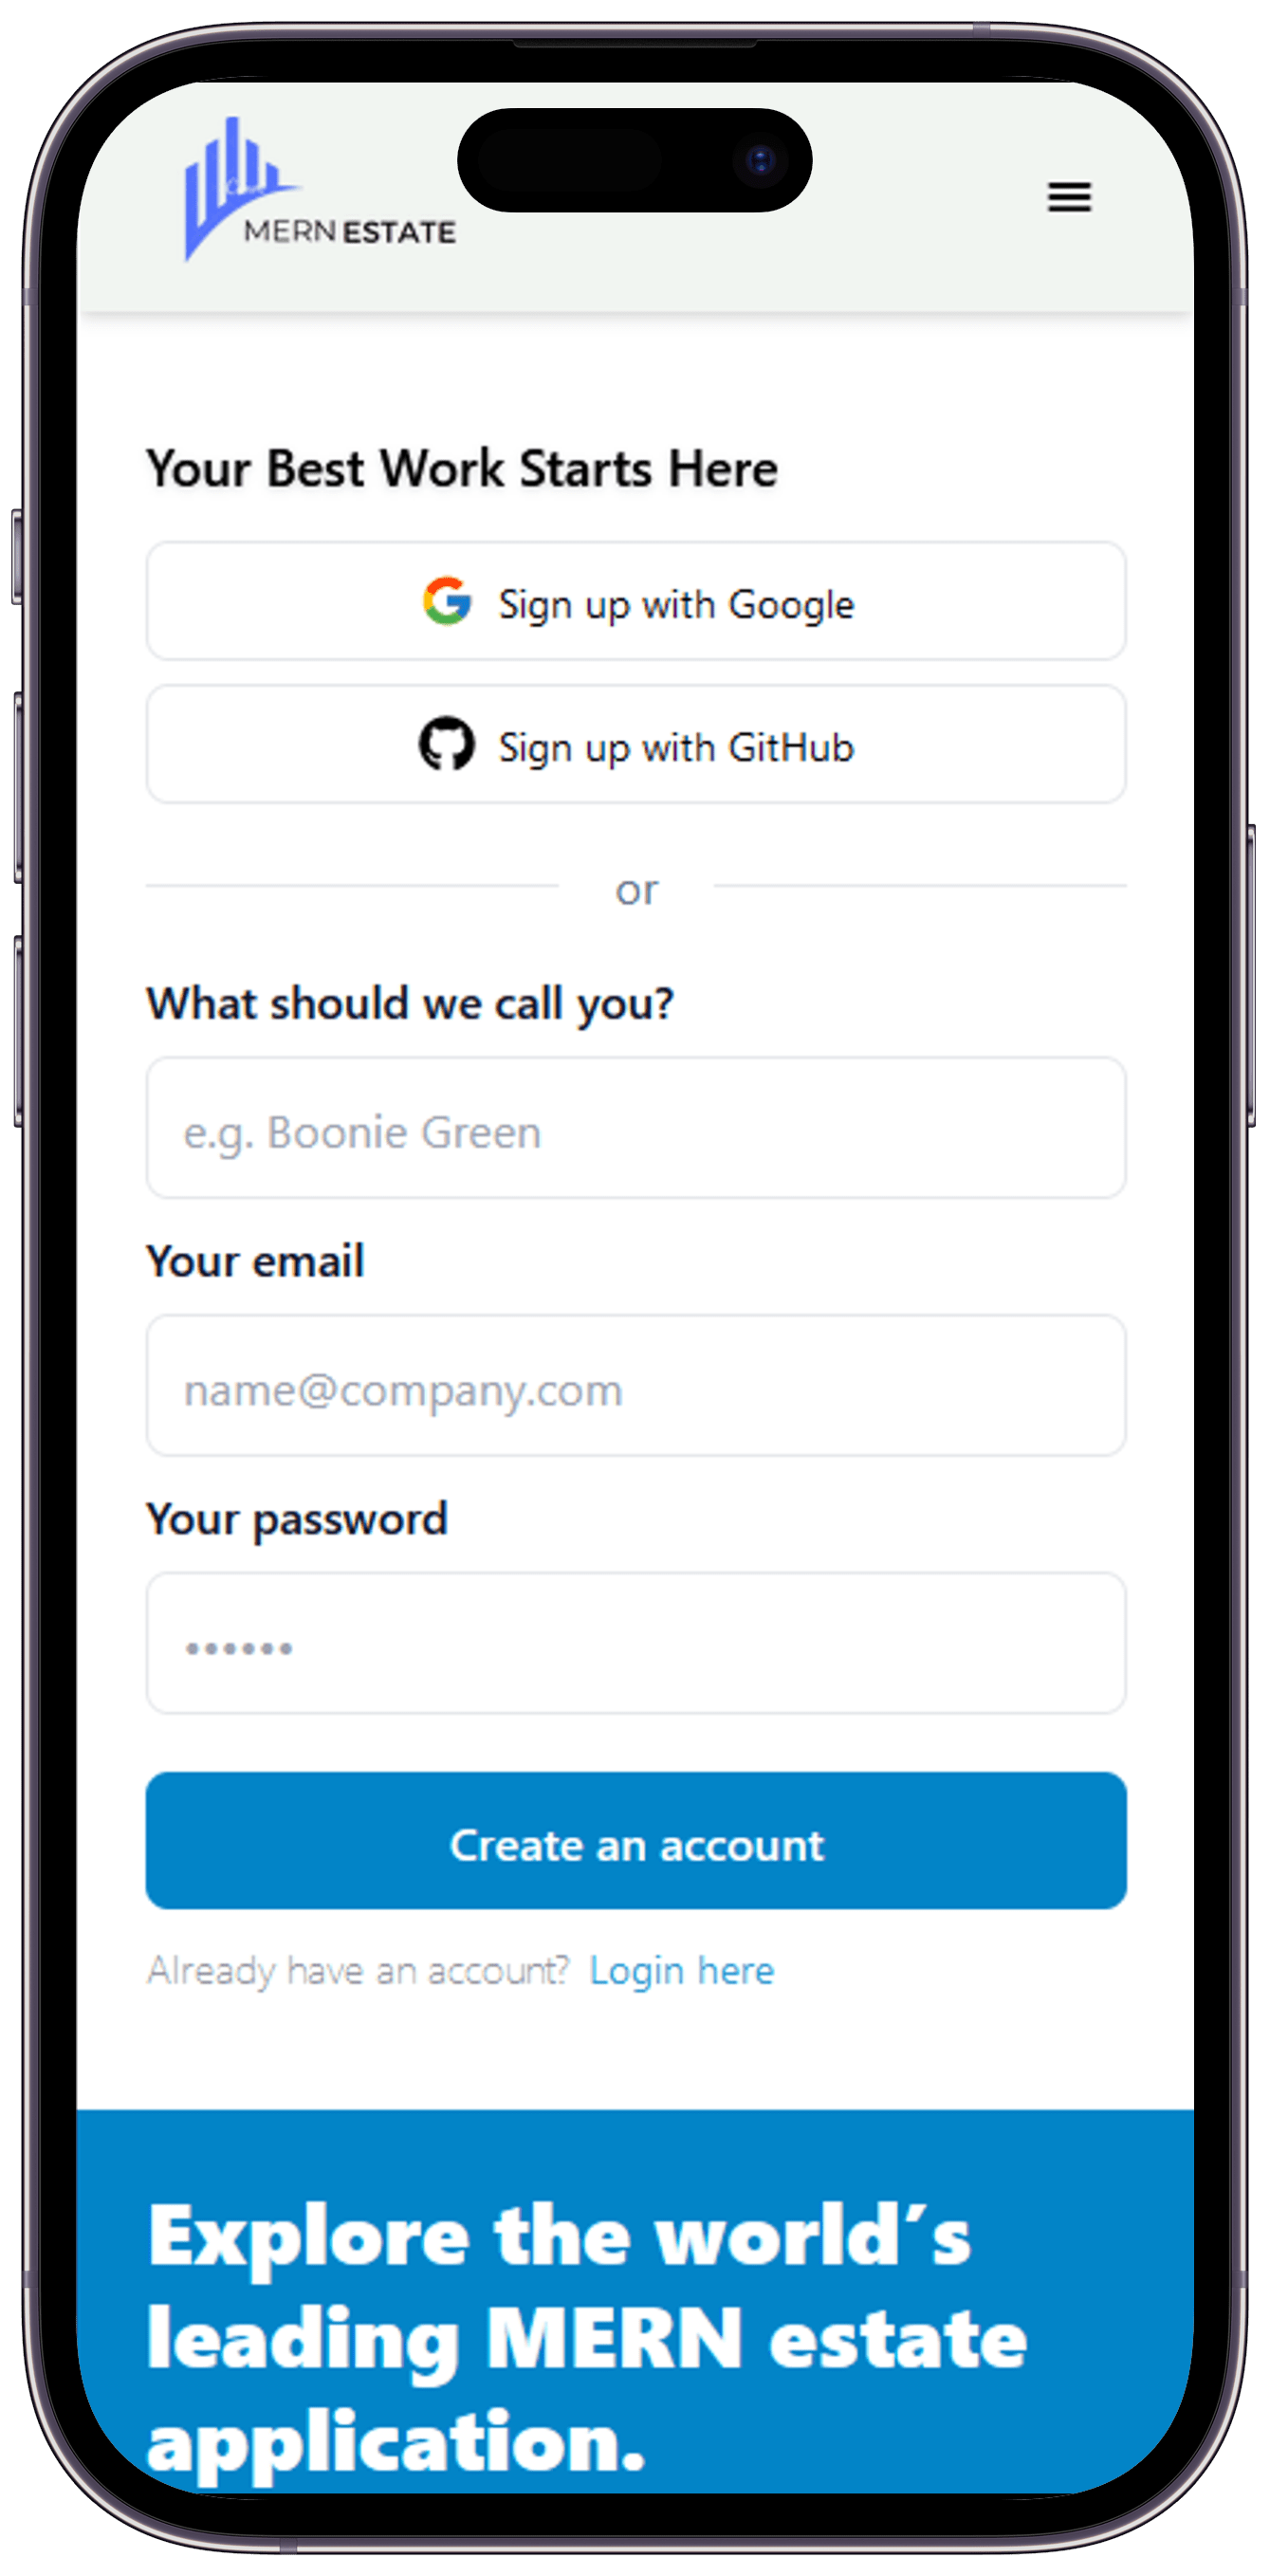 MERN ESTATE
Your Best Work Starts Here
Sign up with Google
Sign up with GitHub
or
What should we call you?
e.g. Boonie Green
Your email
name@company.com
Your password
••••••
Create an account
Already have an account? Login here
Explore the world’s
leading MERN estate
application.